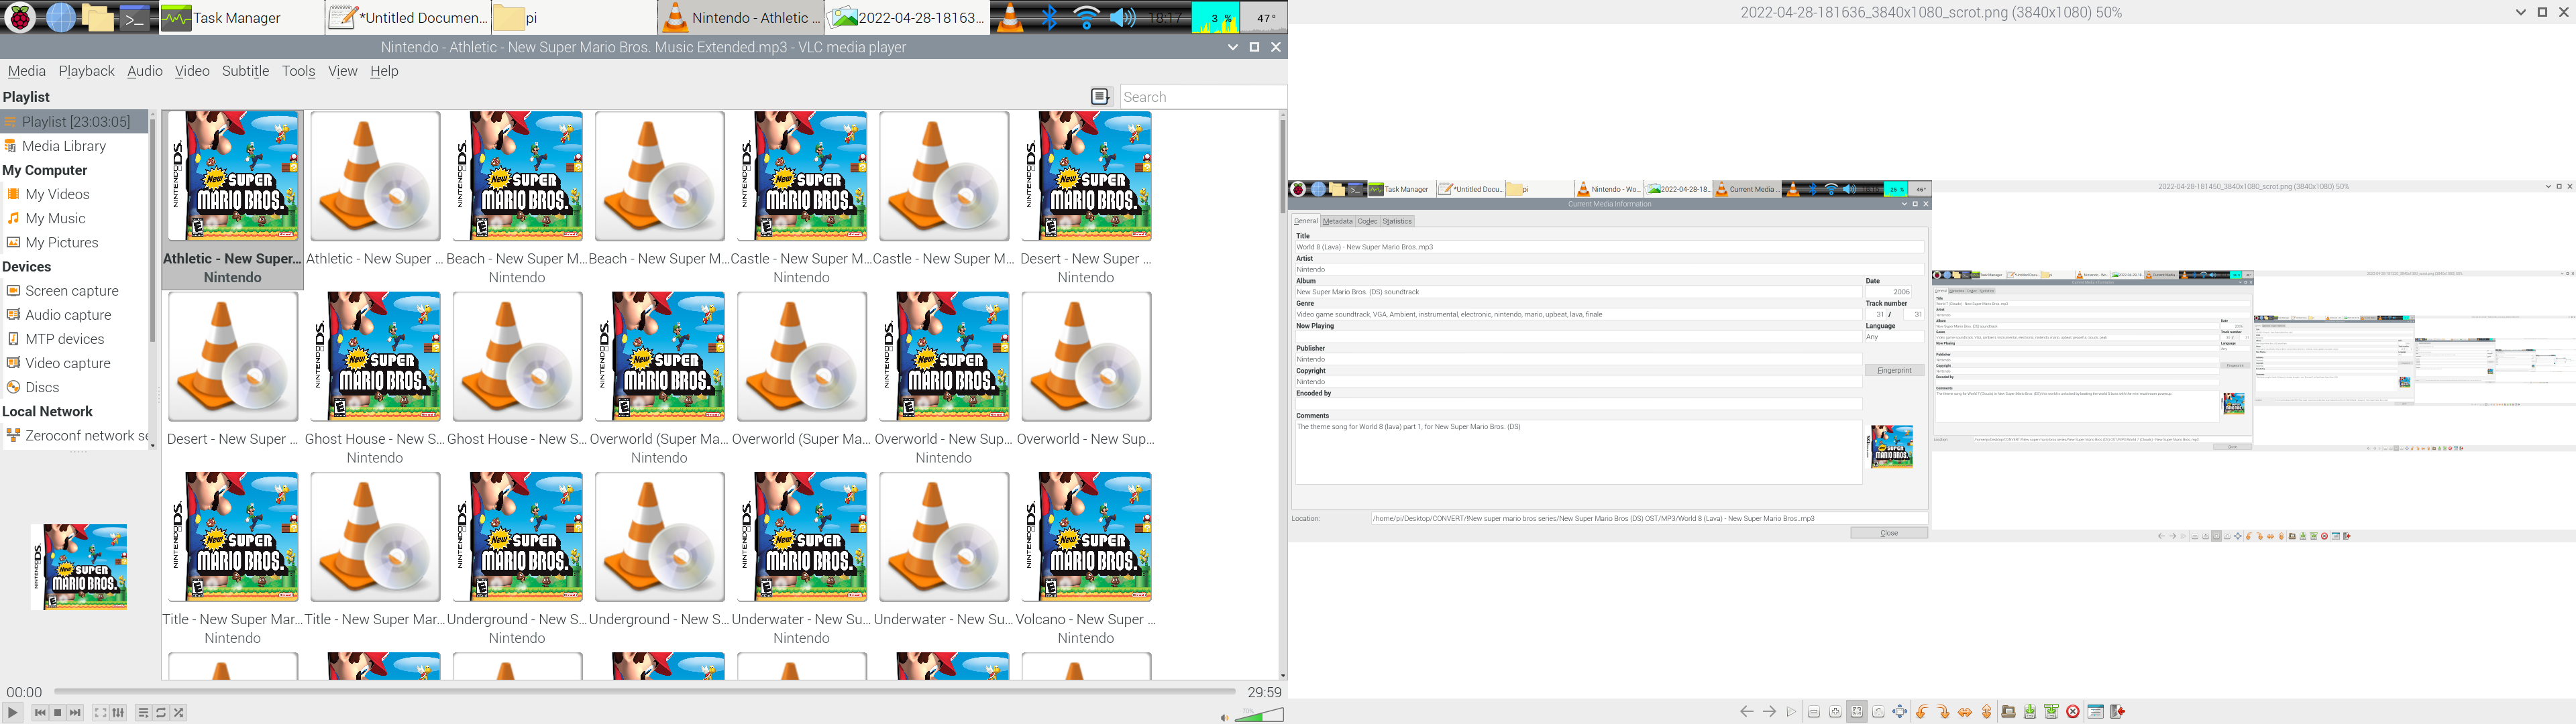 Task Manager
*Untitled Documen...
pi
Nintendo - Athletic ...
2022-04-28-18163...
18:17
3 %
47°
Nintendo - Athletic - New Super Mario Bros. Music Extended.mp3 - VLC media player
Media Playback Audio Video Subtitle Tools View Help
Playlist
Search
Playlist [23:03:05]
Media Library
My Computer
My Videos
My Music
My Pictures
Devices
Screen capture
Audio capture
MTP devices
Video capture
Discs
Local Network
Zeroconf network se
NINTENDO DS.
New SUPER MARIO BROS.
Athletic - New Super... Athletic - New Super ... Beach - New Super M... Beach - New Super M... Castle - New Super M... Castle - New Super M... Desert - New Super ...
Nintendo Nintendo Nintendo Nintendo
Desert - New Super ... Ghost House - New S... Ghost House - New S... Overworld (Super Ma... Overworld (Super Ma... Overworld - New Sup... Overworld - New Sup...
Nintendo Nintendo Nintendo
Title - New Super Mar... Title - New Super Mar... Underground - New S... Underground - New S... Underwater - New Su... Underwater - New Su... Volcano - New Super ...
Nintendo Nintendo Nintendo Nintendo
00:00
29:59
70%
2022-04-28-181636_3840x1080_scrot.png (3840x1080) 50%
Task Manager
*Untitled Docu...
pi
Nintendo - Wo...
2022-04-28-18...
Current Media ...
25 %
46°
Current Media Information
General Metadata Codec Statistics
Title
World 8 (Lava) - New Super Mario Bros..mp3
Artist
Nintendo
Album
Date
New Super Mario Bros. (DS) soundtrack
2006
Genre
Track number
Video game soundtrack, VGA, Ambient, instrumental, electronic, nintendo, mario, upbeat, lava, finale
31 / 31
Now Playing
Language
Any
Publisher
Nintendo
Copyright
Fingerprint
Nintendo
Encoded by
Comments
The theme song for World 8 (lava) part 1, for New Super Mario Bros. (DS)
Location: /home/pi/Desktop/CONVERT/!New super mario bros series/New Super Mario Bros (DS) OST/MP3/World 8 (Lava) - New Super Mario Bros..mp3
Close
2022-04-28-181450_3840x1080_scrot.png (3840x1080) 50%